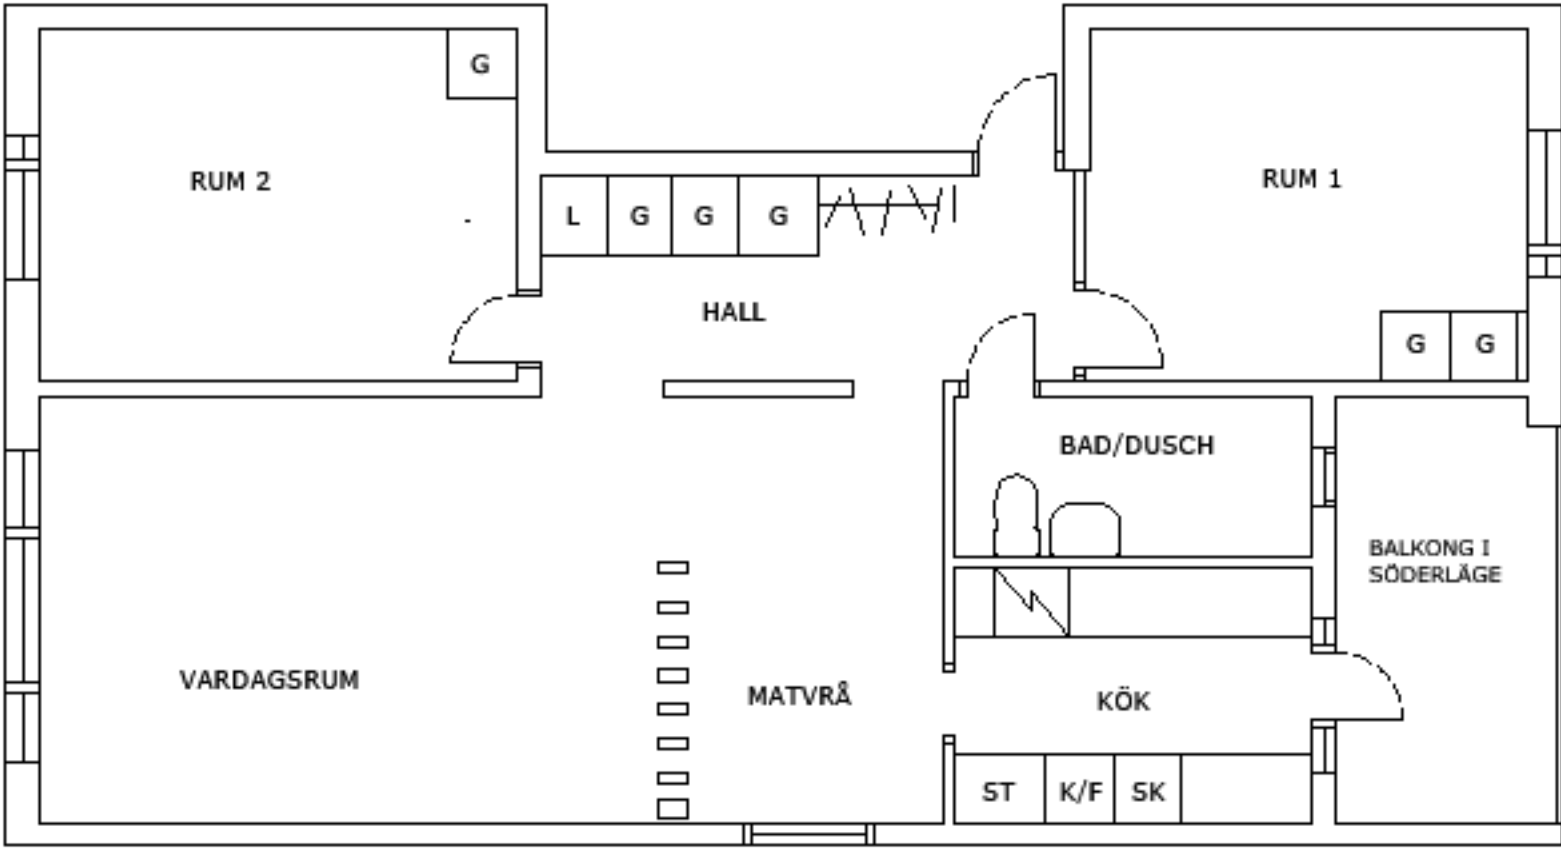 G
RUM 2
RUM 1
L G G G
HALL
G G
BAD/DUSCH
BALKONG I
SÖDERLÄGE
VARDAGSRUM
MATVRÅ
KÖK
ST K/F SK